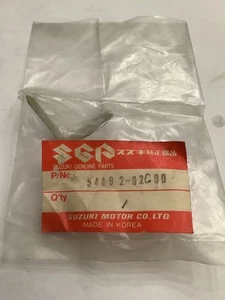 SGP スズキ純正部品
SUZUKI GENUINE PARTS
P/No. 54492-02C00
Q'ty 1
SUZUKI MOTOR CO.,LTD.
MADE IN KOREA